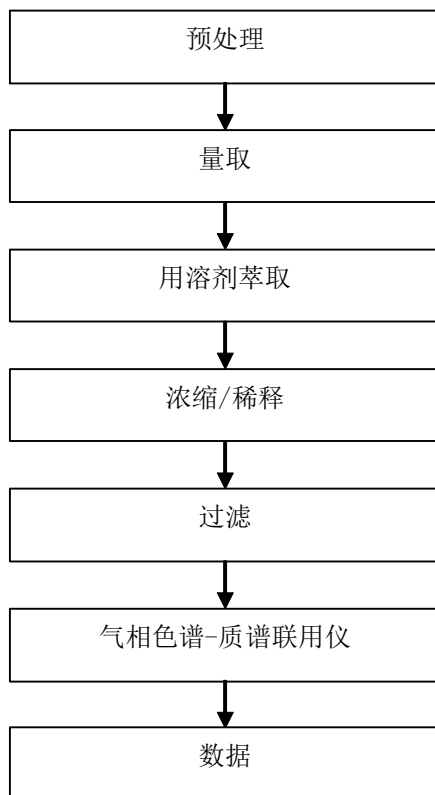 预处理
量取
用溶剂萃取
浓缩/稀释
过滤
气相色谱-质谱联用仪
数据